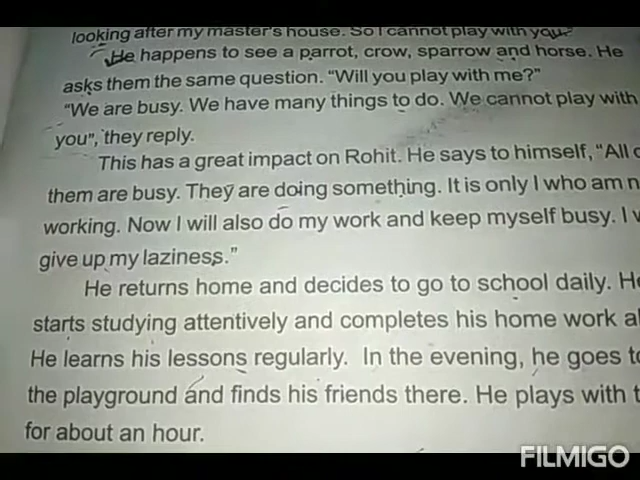 looking after my master's house. So I cannot play with you.
He happens to see a parrot, crow, sparrow and horse. He
asks them the same question. "Will you play with me?"
"We are busy. We have many things to do. We cannot play with
you", they reply.
This has a great impact on Rohit. He says to himself, "All o
them are busy. They are doing something. It is only I who am n
working. Now I will also do my work and keep myself busy. I w
give up my laziness."
He returns home and decides to go to school daily. He
starts studying attentively and completes his home work al
He learns his lessons regularly. In the evening, he goes to
the playground and finds his friends there. He plays with t
for about an hour.
FILMIGO